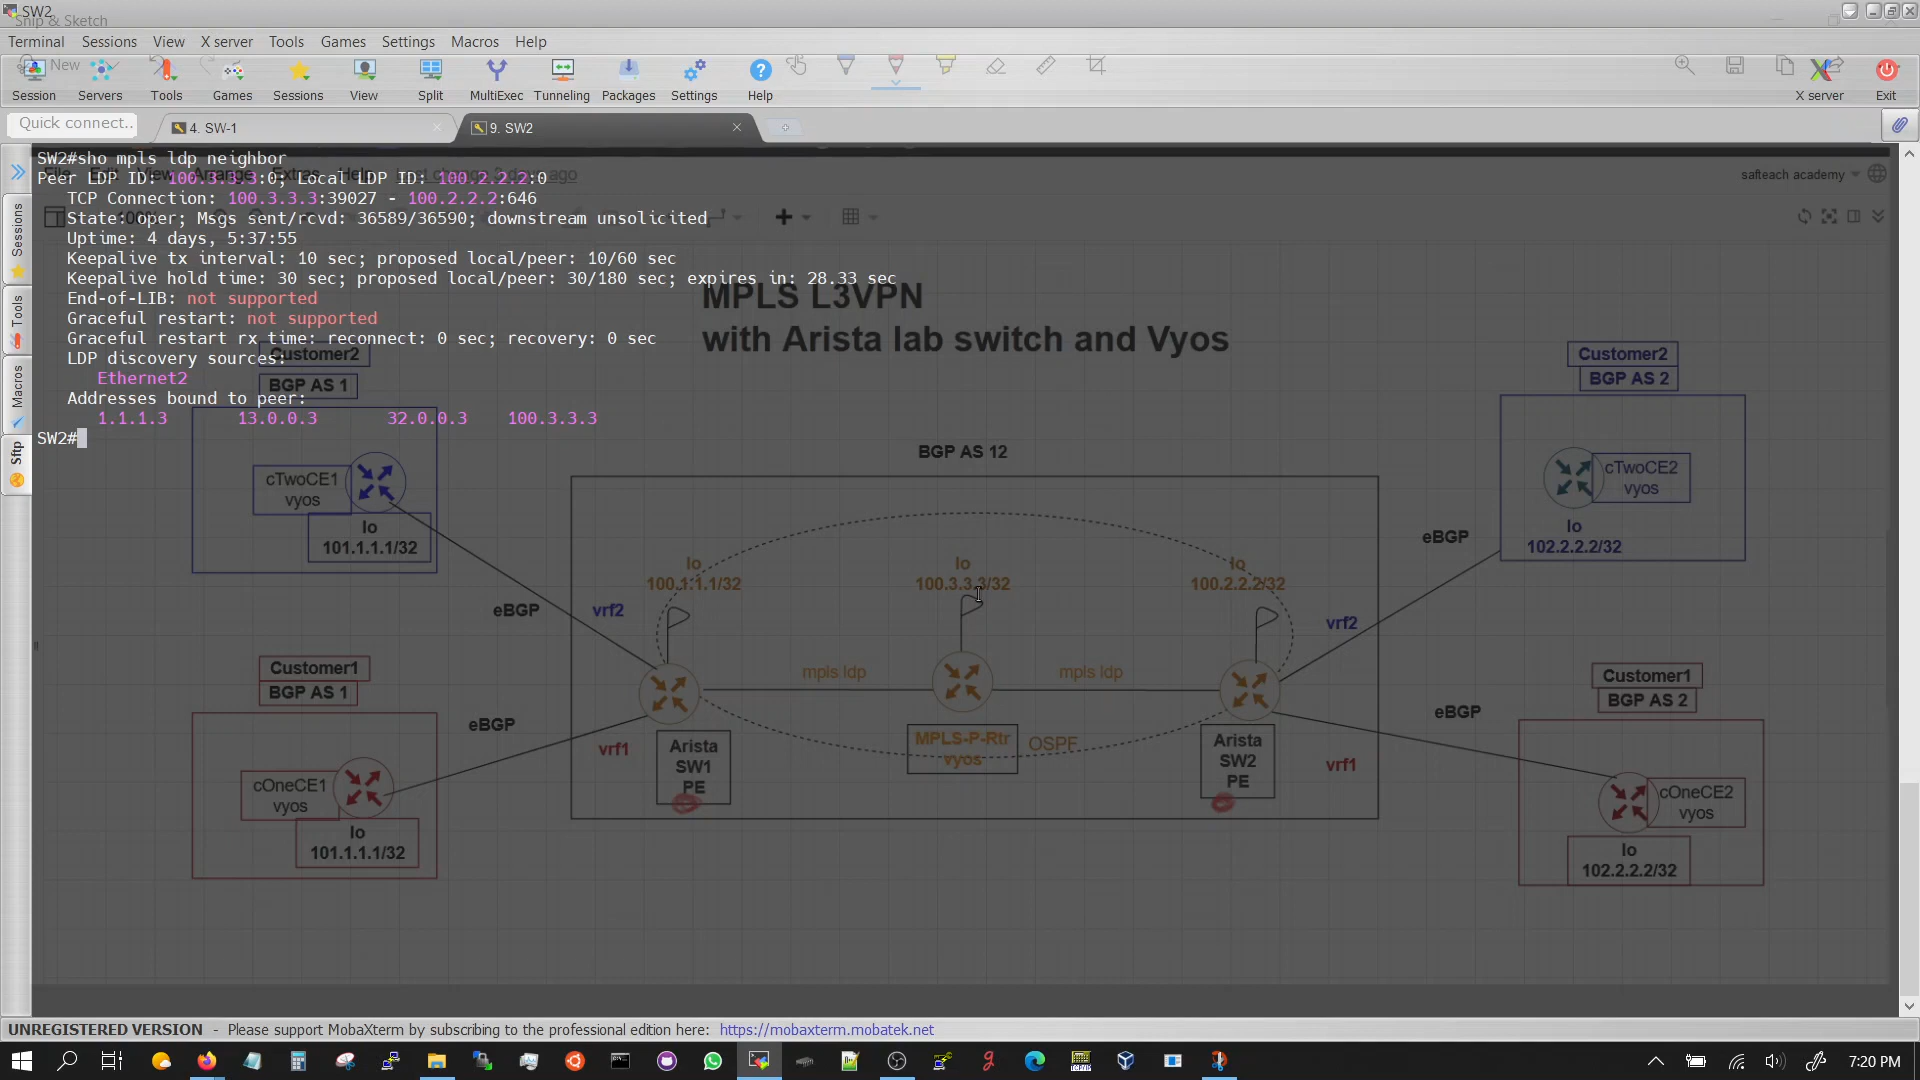 SW2
Snip & Sketch
Terminal Sessions View X server Tools Games Settings Macros Help
New
Session Servers Tools Games Sessions View Split MultiExec Tunneling Packages Settings Help X server Exit
Quick connect..
4. SW-1
9. SW2
SW2#sho mpls ldp neighbor
Peer LDP ID: 100.3.3.3:0; Local LDP ID: 100.2.2.2:0
TCP Connection: 100.3.3.3:39027 - 100.2.2.2:646
State: oper; Msgs sent/rcvd: 36589/36590; downstream unsolicited
Uptime: 4 days, 5:37:55
Keepalive tx interval: 10 sec; proposed local/peer: 10/60 sec
Keepalive hold time: 30 sec; proposed local/peer: 30/180 sec; expires in: 28.33 sec
End-of-LIB: not supported
Graceful restart: not supported
Graceful restart rx time: reconnect: 0 sec; recovery: 0 sec
LDP discovery sources:
Ethernet2
Addresses bound to peer:
1.1.1.3 13.0.0.3 32.0.0.3 100.3.3.3
SW2#
File Edit View Arrange Extras Help
safteach academy
Sessions
Tools
Macros
Sftp
MPLS L3VPN
with Arista lab switch and Vyos
Customer2
BGP AS 1
cTwoCE1
vyos
lo
101.1.1.1/32
Customer2
BGP AS 2
cTwoCE2
vyos
lo
102.2.2.2/32
BGP AS 12
eBGP
vrf2
lo
100.1.1.1/32
lo
100.3.3.3/32
lo
100.2.2.2/32
eBGP
vrf2
mpls ldp
mpls ldp
Customer1
BGP AS 1
cOneCE1
vyos
lo
101.1.1.1/32
eBGP
vrf1
Arista
SW1
PE
MPLS-P-Rtr
vyos
OSPF
Arista
SW2
PE
vrf1
eBGP
Customer1
BGP AS 2
cOneCE2
vyos
lo
102.2.2.2/32
UNREGISTERED VERSION - Please support MobaXterm by subscribing to the professional edition here: https://mobaxterm.mobatek.net
7:20 PM